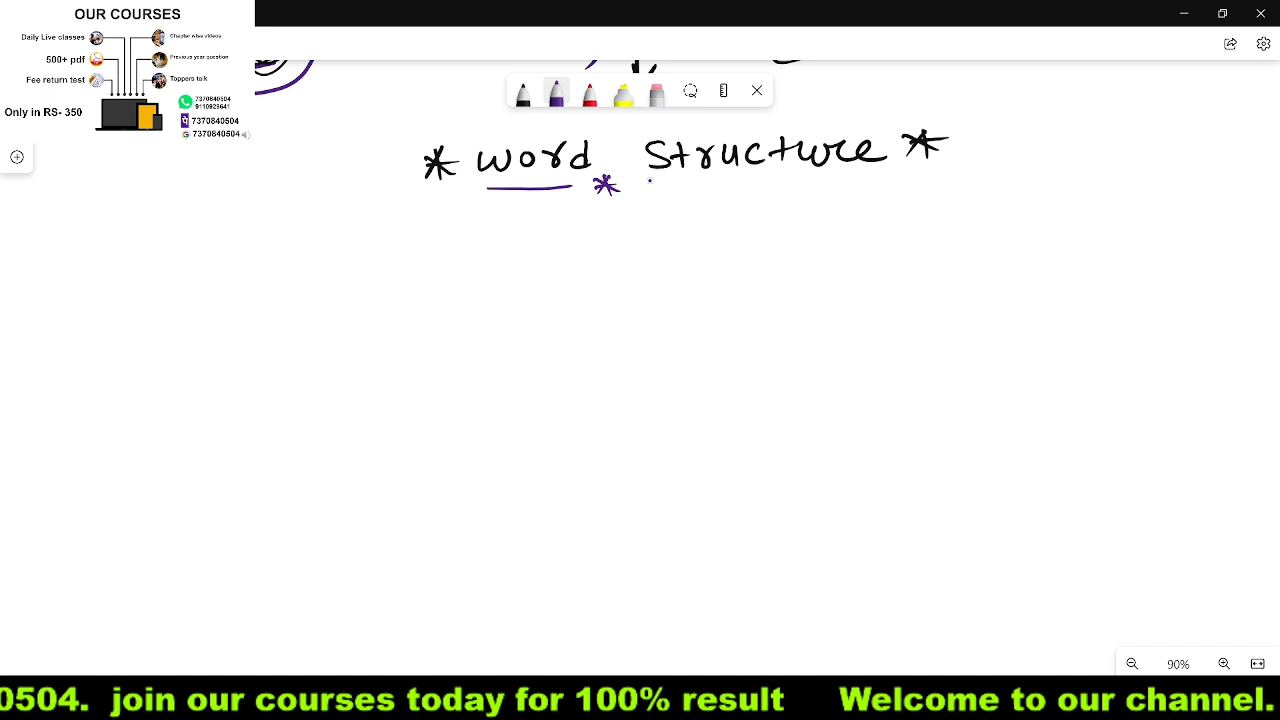 OUR COURSES
Daily Live classes
Chapter wise videos
500+ pdf
Previous year question
Fee return test
Toppers talk
Only in RS- 350
7370840504
9110923641
7370840504
7370840504
* word Structure *
*
90%
0504. join our courses today for 100% result Welcome to our channel.